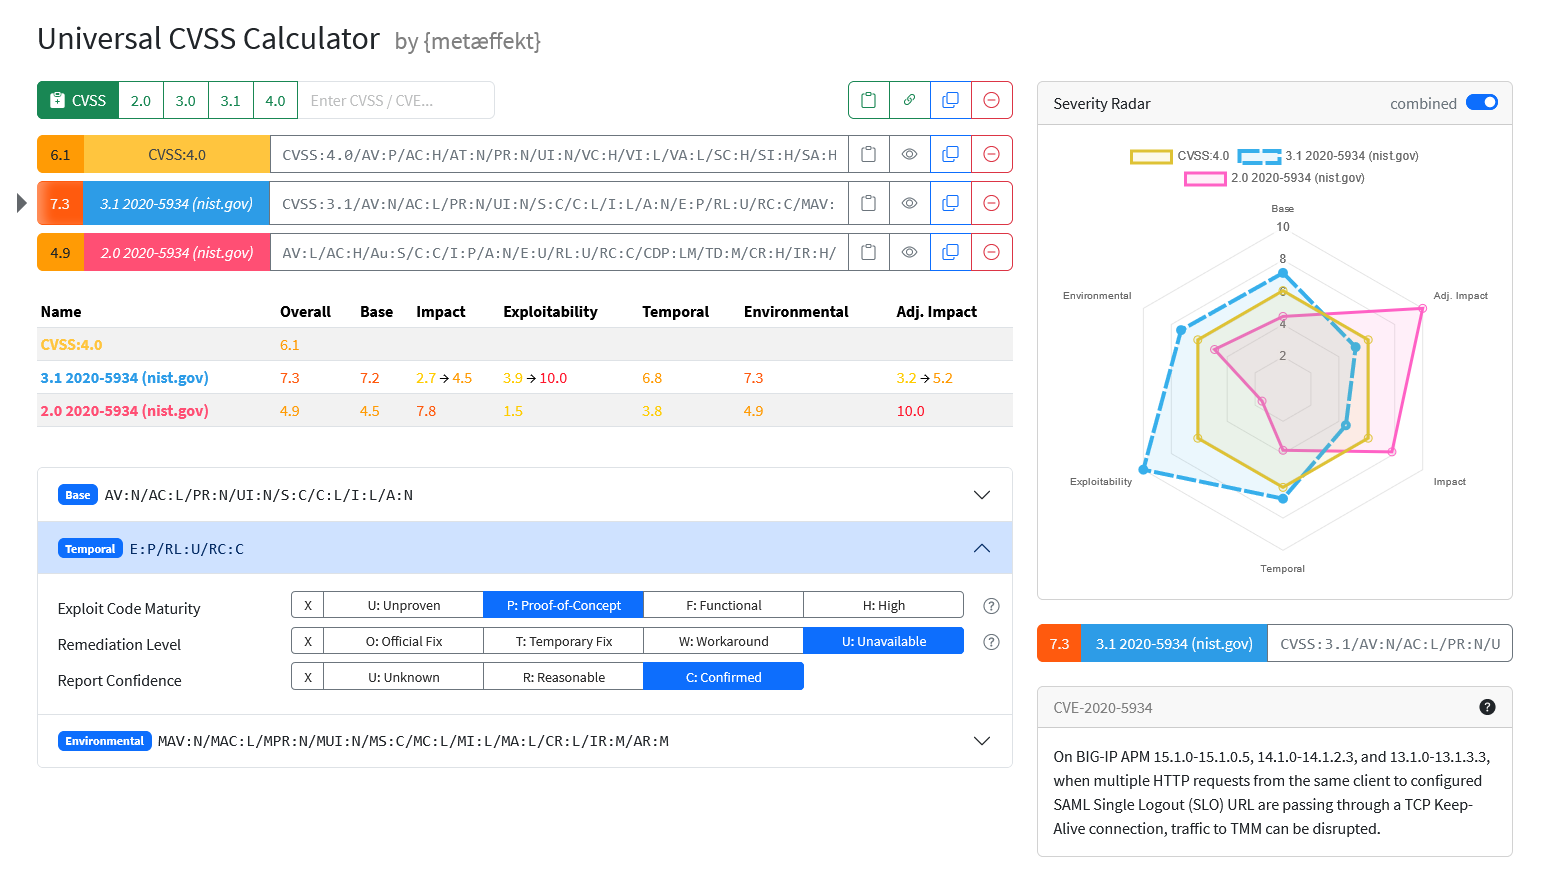 Universal CVSS Calculator by {metæffekt}
CVSS 2.0 3.0 3.1 4.0 Enter CVSS / CVE...
6.1 CVSS:4.0 CVSS:4.0/AV:P/AC:H/AT:N/PR:N/UI:N/VC:H/VI:L/VA:L/SC:H/SI:H/SA:H
7.3 3.1 2020-5934 (nist.gov) CVSS:3.1/AV:N/AC:L/PR:N/UI:N/S:C/C:L/I:L/A:N/E:P/RL:U/RC:C/MAV:
4.9 2.0 2020-5934 (nist.gov) AV:L/AC:H/Au:S/C:C/I:P/A:N/E:U/RL:U/RC:C/CDP:LM/TD:M/CR:H/IR:H/
Name Overall Base Impact Exploitability Temporal Environmental Adj. Impact
CVSS:4.0 6.1
3.1 2020-5934 (nist.gov) 7.3 7.2 2.7 → 4.5 3.9 → 10.0 6.8 7.3 3.2 → 5.2
2.0 2020-5934 (nist.gov) 4.9 4.5 7.8 1.5 3.8 4.9 10.0
Base AV:N/AC:L/PR:N/UI:N/S:C/C:L/I:L/A:N
Temporal E:P/RL:U/RC:C
Exploit Code Maturity X U: Unproven P: Proof-of-Concept F: Functional H: High ?
Remediation Level X O: Official Fix T: Temporary Fix W: Workaround U: Unavailable ?
Report Confidence X U: Unknown R: Reasonable C: Confirmed
Environmental MAV:N/MAC:L/MPR:N/MUI:N/MS:C/MC:L/MI:L/MA:L/CR:L/IR:M/AR:M
Severity Radar combined
CVSS:4.0 3.1 2020-5934 (nist.gov)
2.0 2020-5934 (nist.gov)
Base
10
8
6
4
2
Environmental Adj. Impact
Exploitability Impact
Temporal
7.3 3.1 2020-5934 (nist.gov) CVSS:3.1/AV:N/AC:L/PR:N/U
CVE-2020-5934 ?
On BIG-IP APM 15.1.0-15.1.0.5, 14.1.0-14.1.2.3, and 13.1.0-13.1.3.3,
when multiple HTTP requests from the same client to configured
SAML Single Logout (SLO) URL are passing through a TCP Keep-
Alive connection, traffic to TMM can be disrupted.